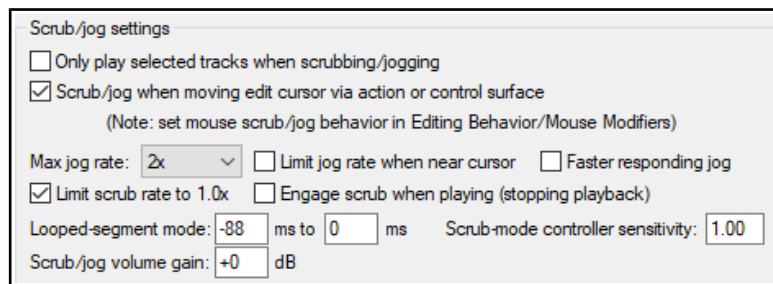 Scrub/jog settings
Only play selected tracks when scrubbing/jogging
Scrub/jog when moving edit cursor via action or control surface
(Note: set mouse scrub/jog behavior in Editing Behavior/Mouse Modifiers)
Max jog rate: 2x Limit jog rate when near cursor Faster responding jog
Limit scrub rate to 1.0x Engage scrub when playing (stopping playback)
Looped-segment mode: -88 ms to 0 ms Scrub-mode controller sensitivity: 1.00
Scrub/jog volume gain: +0 dB